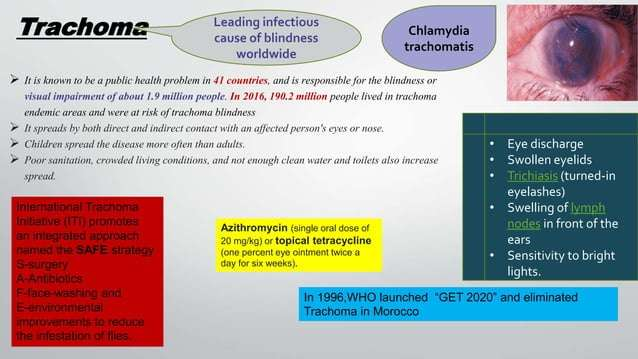 Trachoma
Leading infectious
cause of blindness
worldwide
Chlamydia
trachomatis
➢ It is known to be a public health problem in 41 countries, and is responsible for the blindness or
visual impairment of about 1.9 million people. In 2016, 190.2 million people lived in trachoma
endemic areas and were at risk of trachoma blindness
➢ It spreads by both direct and indirect contact with an affected person's eyes or nose.
➢ Children spread the disease more often than adults.
➢ Poor sanitation, crowded living conditions, and not enough clean water and toilets also increase
spread.
• Eye discharge
• Swollen eyelids
• Trichiasis (turned-in
eyelashes)
• Swelling of lymph
nodes in front of the
ears
• Sensitivity to bright
lights.
International Trachoma
Initiative (ITI) promotes
an integrated approach
named the SAFE strategy
S-surgery
A-Antibiotics
F-face-washing and
E-environmental
improvements to reduce
the infestation of flies.
Azithromycin (single oral dose of
20 mg/kg) or topical tetracycline
(one percent eye ointment twice a
day for six weeks).
In 1996,WHO launched “GET 2020” and eliminated
Trachoma in Morocco